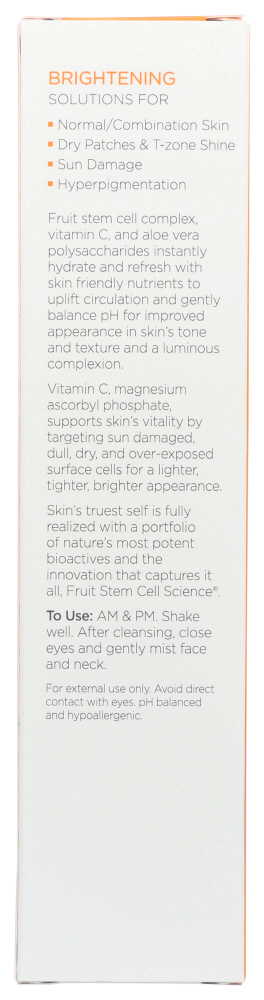 BRIGHTENING
SOLUTIONS FOR
▪ Normal/Combination Skin
▪ Dry Patches & T-zone Shine
▪ Sun Damage
▪ Hyperpigmentation
Fruit stem cell complex,
vitamin C, and aloe vera
polysaccharides instantly
hydrate and refresh with
skin friendly nutrients to
uplift circulation and gently
balance pH for improved
appearance in skin's tone
and texture and a luminous
complexion.
Vitamin C, magnesium
ascorbyl phosphate,
supports skin's vitality by
targeting sun damaged,
dull, dry, and over-exposed
surface cells for a lighter,
tighter, brighter appearance.
Skin's truest self is fully
realized with a portfolio
of nature's most potent
bioactives and the
innovation that captures it
all, Fruit Stem Cell Science®.
To Use: AM & PM. Shake
well. After cleansing, close
eyes and gently mist face
and neck.
For external use only. Avoid direct
contact with eyes. pH balanced
and hypoallergenic.